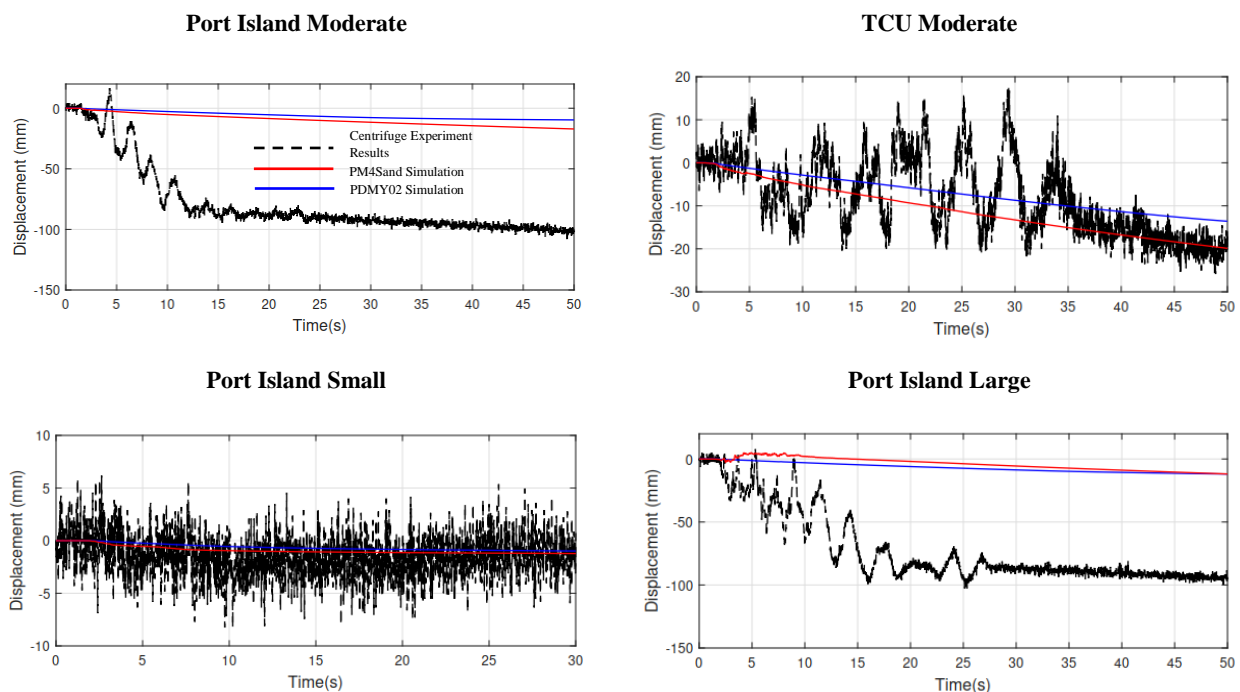 Port Island Moderate
0
-50
-100
-150
Displacement (mm)
Centrifuge Experiment
Results
PM4Sand Simulation
PDMY02 Simulation
0 5 10 15 20 25 30 35 40 45 50
Time(s)
TCU Moderate
20
10
0
-10
-20
-30
Displacement (mm)
0 5 10 15 20 25 30 35 40 45 50
Time(s)
Port Island Small
10
5
0
-5
-10
Displacement (mm)
0 5 10 15 20 25 30
Time(s)
Port Island Large
0
-50
-100
-150
Displacement (mm)
0 5 10 15 20 25 30 35 40 45 50
Time(s)